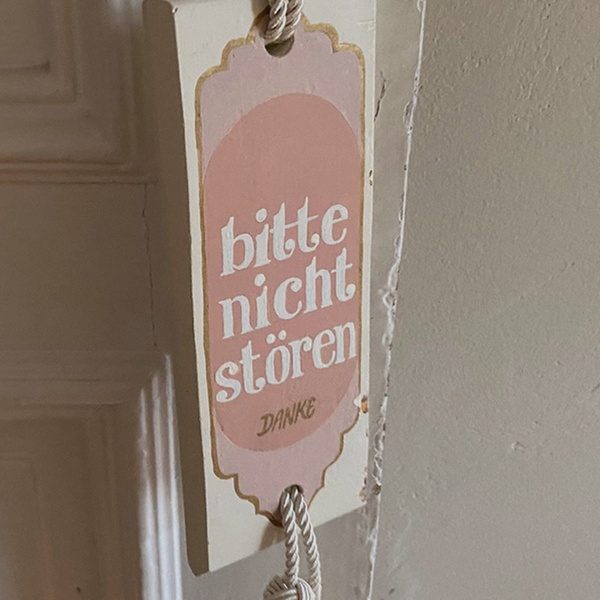 bitte
nicht
stören
DANKE